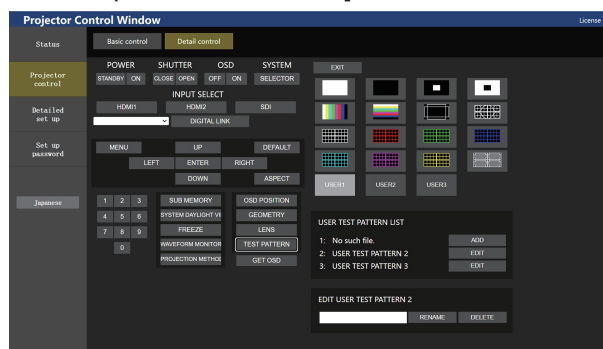 Projector Control Window
License
Status
Projector
control
Detailed
set up
Set up
password
Japanese
Basic control
Detail control
POWER SHUTTER OSD SYSTEM
STANDBY ON CLOSE OPEN OFF ON SELECTOR
INPUT SELECT
HDMI1 HDMI2 SDI
DIGITAL LINK
MENU UP DEFAULT
LEFT ENTER RIGHT
DOWN ASPECT
1 2 3
4 5 6
7 8 9
0
SUB MEMORY
SYSTEM DAYLIGHT VI
FREEZE
WAVEFORM MONITOR
PROJECTION METHOD
OSD POSITION
GEOMETRY
LENS
TEST PATTERN
GET OSD
EXIT
USER1 USER2 USER3
USER TEST PATTERN LIST
1: No such file. ADD
2: USER TEST PATTERN 2 EDIT
3: USER TEST PATTERN 3 EDIT
EDIT USER TEST PATTERN 2
RENAME DELETE